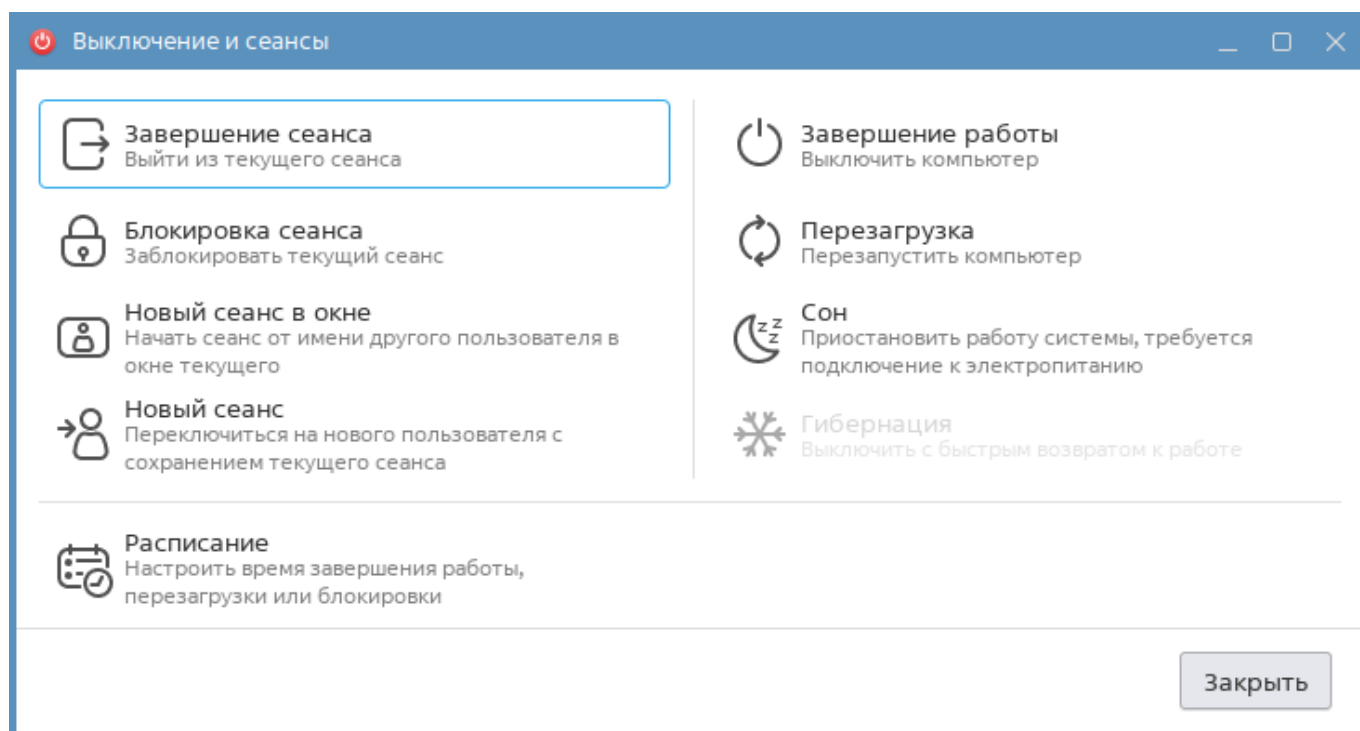 Выключение и сеансы
Завершение сеанса
Выйти из текущего сеанса
Блокировка сеанса
Заблокировать текущий сеанс
Новый сеанс в окне
Начать сеанс от имени другого пользователя в
окне текущего
Новый сеанс
Переключиться на нового пользователя с
сохранением текущего сеанса
Завершение работы
Выключить компьютер
Перезагрузка
Перезапустить компьютер
Сон
Приостановить работу системы, требуется
подключение к электропитанию
Гибернация
Выключить с быстрым возвратом к работе
Расписание
Настроить время завершения работы,
перезагрузки или блокировки
Закрыть